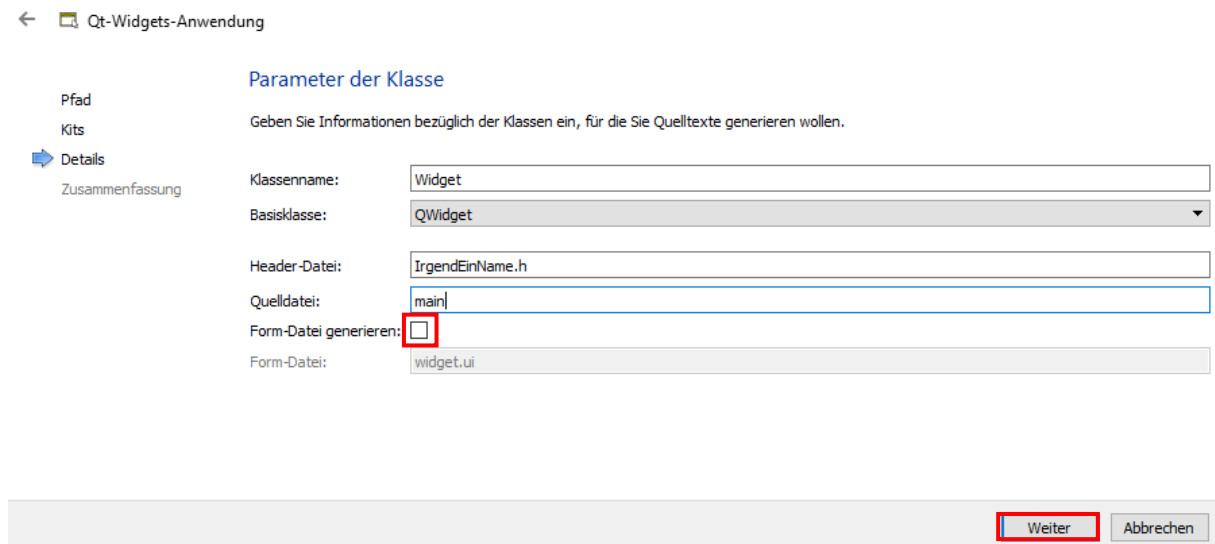 Qt-Widgets-Anwendung
Parameter der Klasse
Pfad
Kits
Details
Zusammenfassung
Geben Sie Informationen bezüglich der Klassen ein, für die Sie Quelltexte generieren wollen.
Klassenname: Widget
Basisklasse: QWidget
Header-Datei: IrgendEinName.h
Quelldatei: main
Form-Datei generieren:
Form-Datei: widget.ui
Weiter Abbrechen